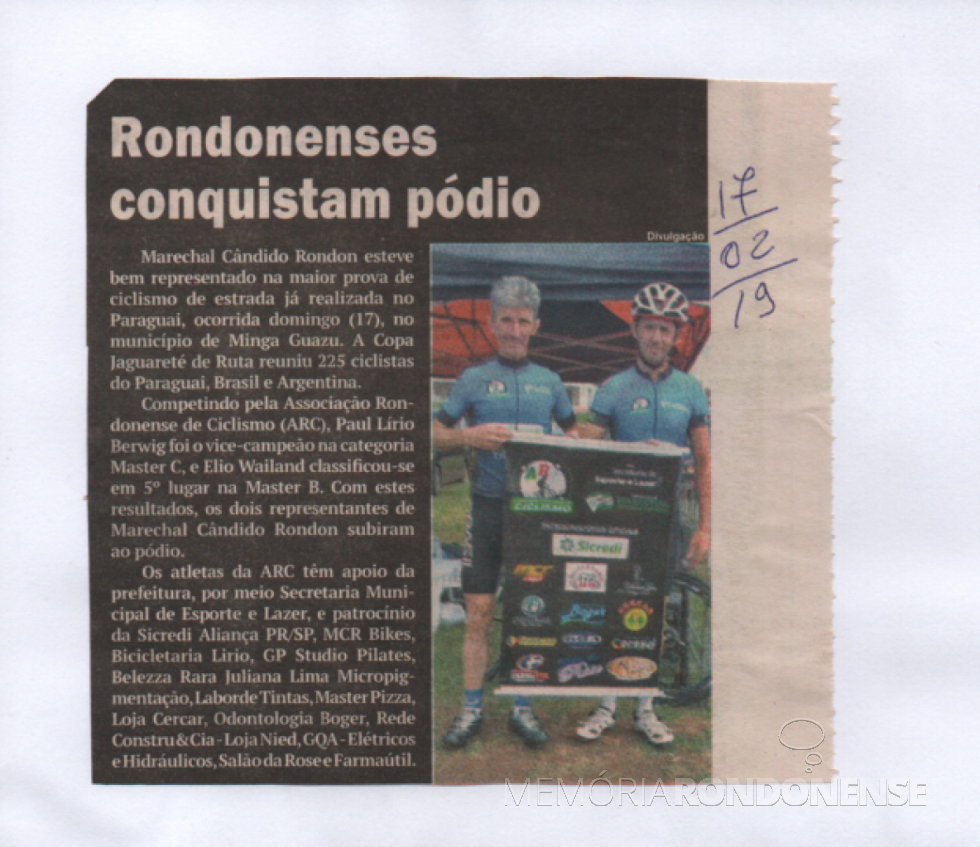 Rondonenses
conquistam pódio
Divulgação
Marechal Cândido Rondon esteve
bem representado na maior prova de
ciclismo de estrada já realizada no
Paraguai, ocorrida domingo (17), no
município de Minga Guazu. A Copa
Jaguareté de Ruta reuniu 225 ciclistas
do Paraguai, Brasil e Argentina.
Competindo pela Associação Ron-
donense de Ciclismo (ARC), Paul Lírio
Berwig foi o vice-campeão na categoria
Master C, e Elio Wailand classificou-se
em 5º lugar na Master B. Com estes
resultados, os dois representantes de
Marechal Cândido Rondon subiram
ao pódio.
Os atletas da ARC têm apoio da
prefeitura, por meio Secretaria Muni-
cipal de Esporte e Lazer, e patrocínio
da Sicredi Aliança PR/SP, MCR Bikes,
Bicicletaria Lirio, GP Studio Pilates,
Belezza Rara Juliana Lima Micropig-
mentação, Laborde Tintas, Master Pizza,
Loja Cercar, Odontologia Boger, Rede
Constru&Cia - Loja Nied, GQA - Elétricos
e Hidráulicos, Salão da Rose e Farmaútil.
17
02
19
Esporte e Lazer
CICLISMO
Sicredi
MCR
Boger
Cercar
MEMÓRIARONDONENSE